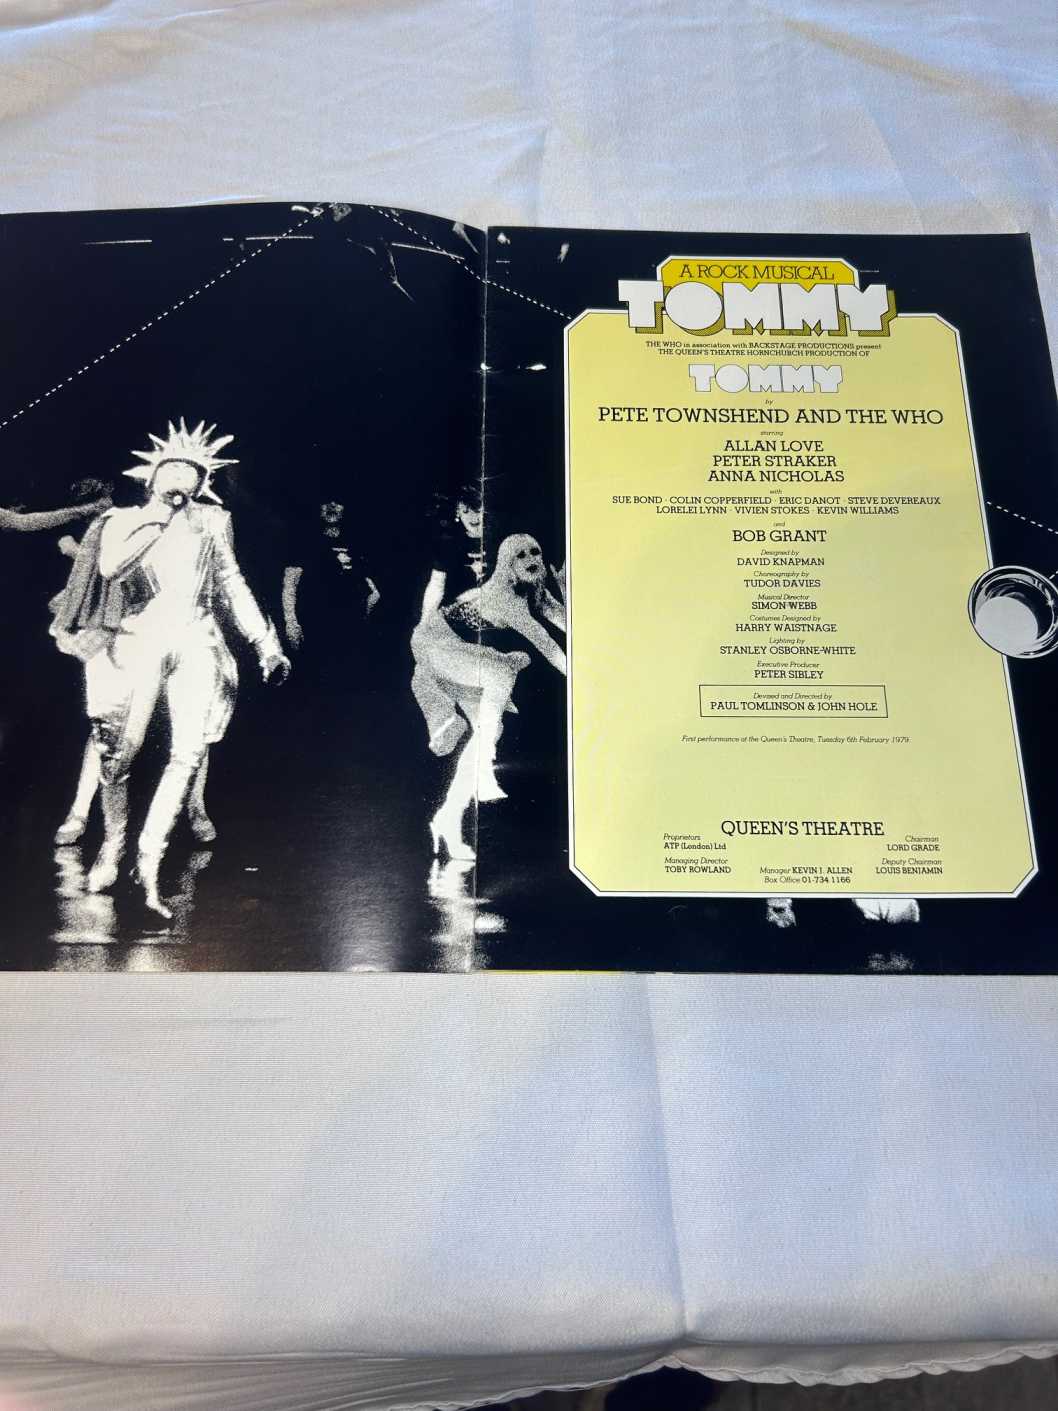 A ROCK MUSICAL
TOMMY
THE WHO in association with BACKSTAGE PRODUCTIONS present
THE QUEEN'S THEATRE HORNCHURCH PRODUCTION OF
TOMMY
by
PETE TOWNSHEND AND THE WHO
starring
ALLAN LOVE
PETER STRAKER
ANNA NICHOLAS
with
SUE BOND · COLIN COPPERFIELD · ERIC DANOT · STEVE DEVEREAUX
LORELEI LYNN · VIVIEN STOKES · KEVIN WILLIAMS
and
BOB GRANT
Designed by
DAVID KNAPMAN
Choreography by
TUDOR DAVIES
Musical Director
SIMON WEBB
Costumes Designed by
HARRY WAISTNAGE
Lighting by
STANLEY OSBORNE-WHITE
Executive Producer
PETER SIBLEY
Devised and Directed by
PAUL TOMLINSON & JOHN HOLE
First performance at the Queen's Theatre, Tuesday 6th February 1979.
QUEEN'S THEATRE
Proprietors
ATP (London) Ltd
Chairman
LORD GRADE
Managing Director
TOBY ROWLAND
Manager KEVIN J. ALLEN
Box Office 01-734 1166
Deputy Chairman
LOUIS BENJAMIN